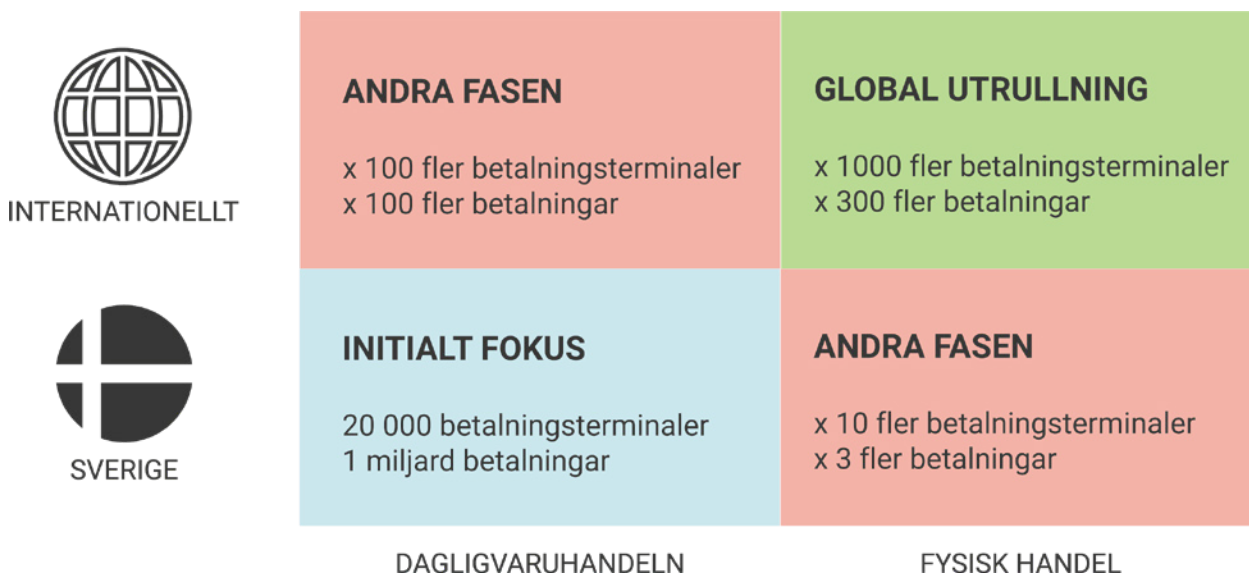 INTERNATIONELLT
ANDRA FASEN
x 100 fler betalningsterminaler
x 100 fler betalningar
GLOBAL UTRULLNING
x 1000 fler betalningsterminaler
x 300 fler betalningar
SVERIGE
INITIALT FOKUS
20 000 betalningsterminaler
1 miljard betalningar
ANDRA FASEN
x 10 fler betalningsterminaler
x 3 fler betalningar
DAGLIGVARUHANDELN
FYSISK HANDEL